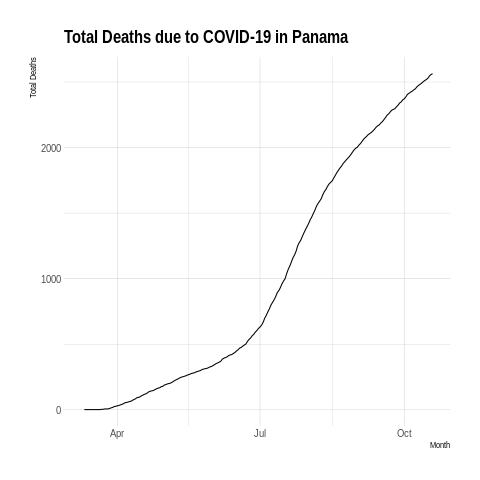 Total Deaths due to COVID-19 in Panama
Total Deaths
2000
1000
0
Apr Jul Oct
Month